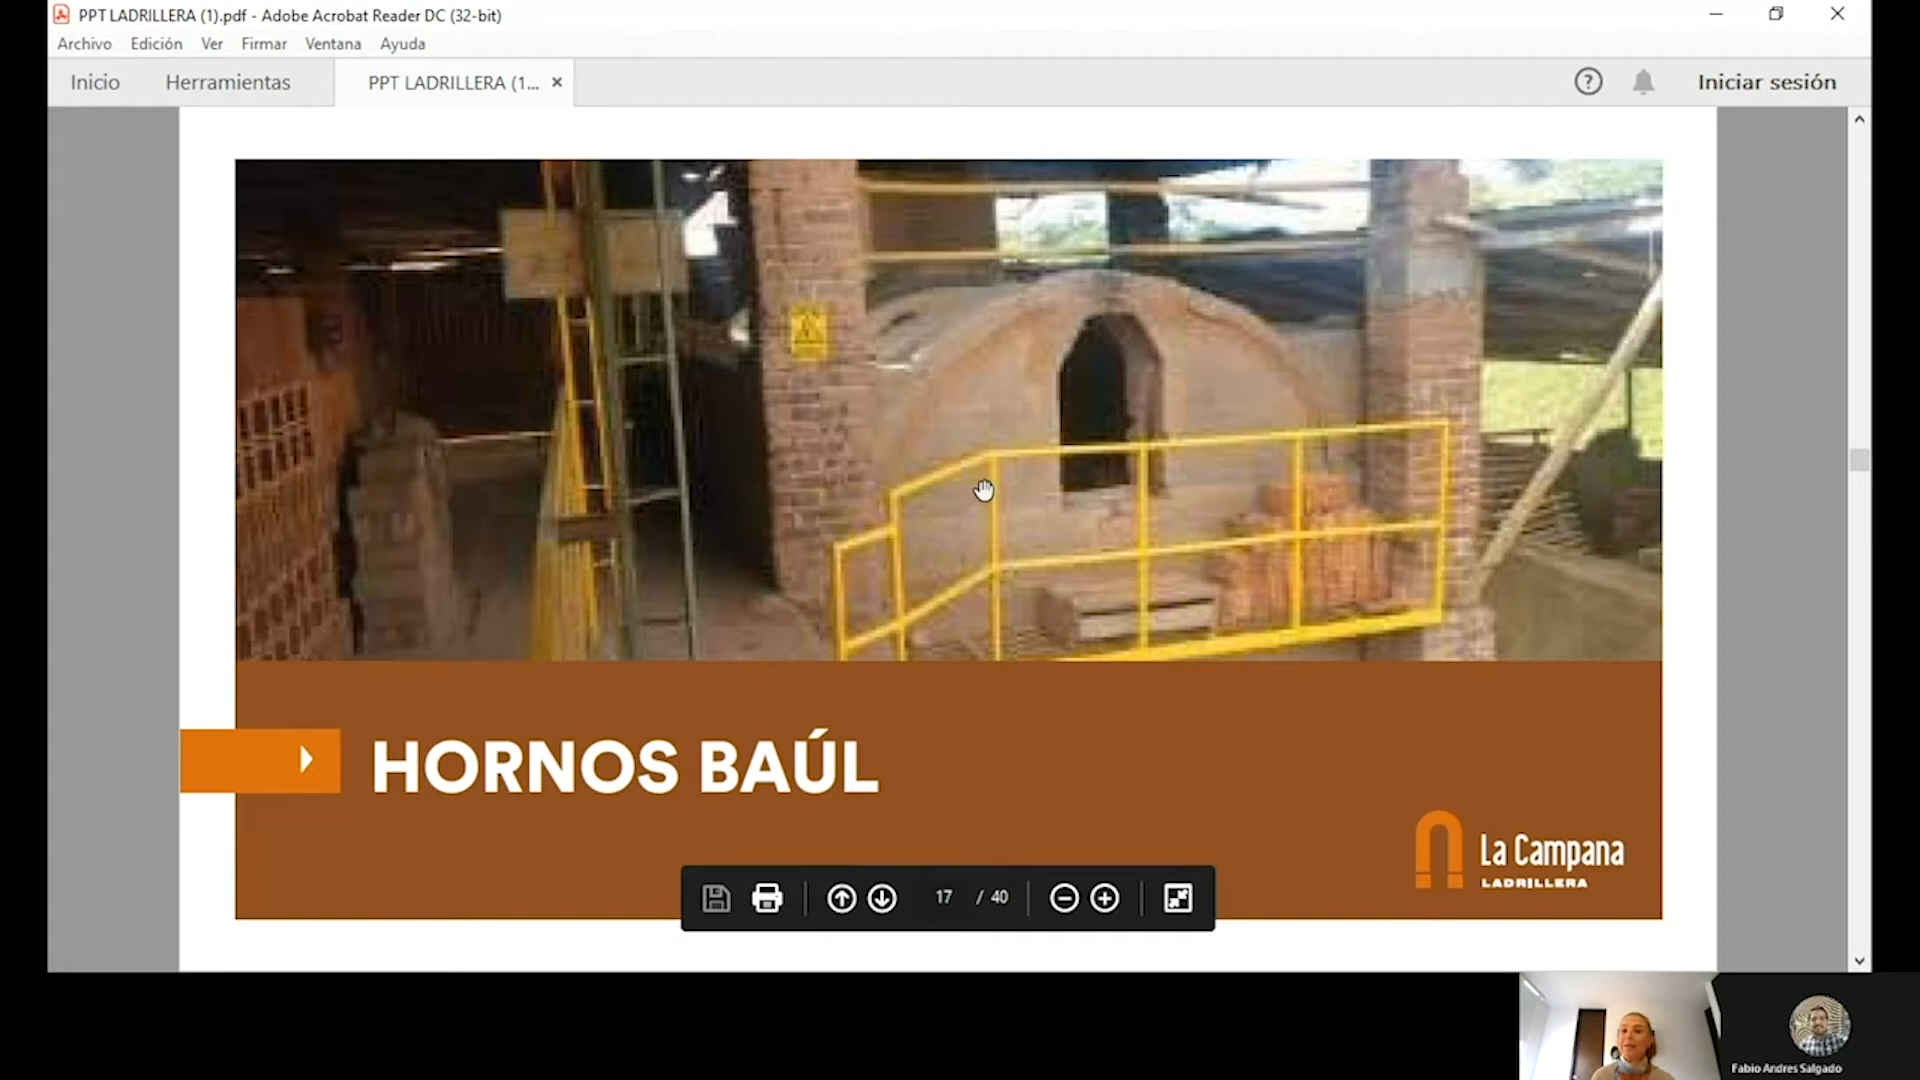 PPT LADRILLERA (1).pdf - Adobe Acrobat Reader DC (32-bit)
Archivo Edición Ver Firmar Ventana Ayuda
Inicio Herramientas PPT LADRILLERA (1... × Iniciar sesión
HORNOS BAÚL
La Campana
LADRILLERA
17 / 40
Fabio Andres Salgado